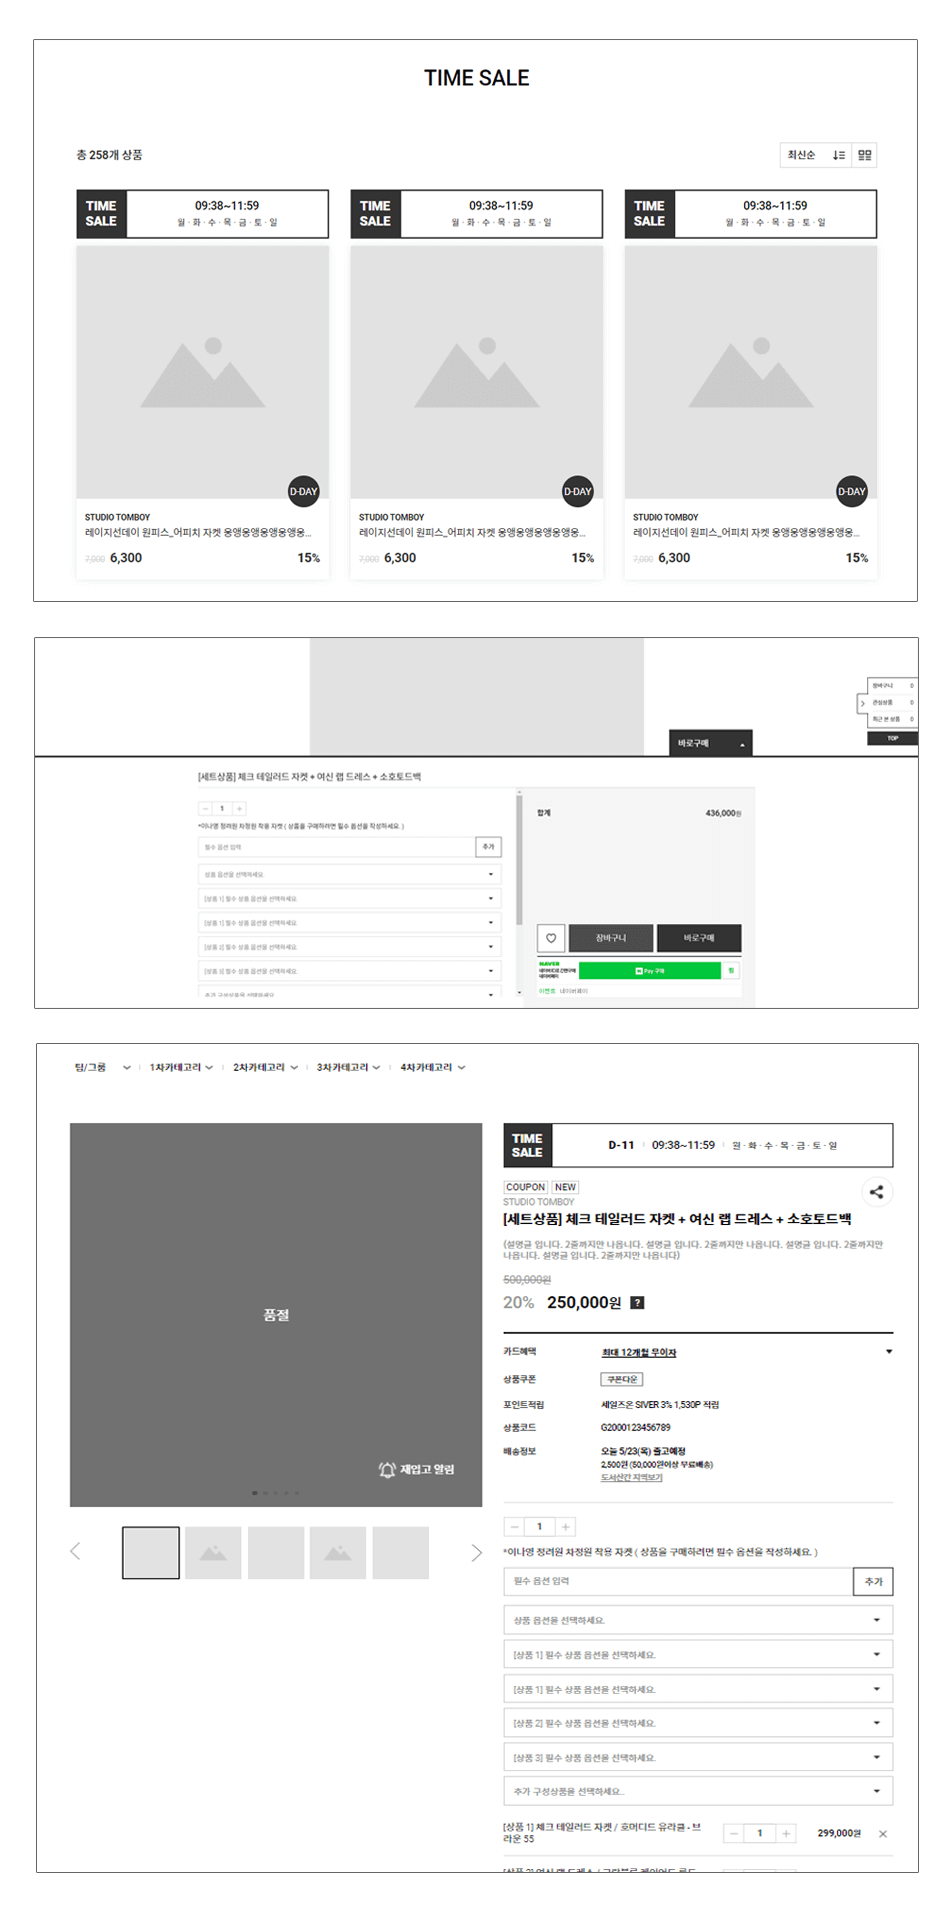 TIME SALE
총 258개 상품
최신순
TIME SALE
09:38~11:59
월 · 화 · 수 · 목 · 금 · 토 · 일
TIME SALE
09:38~11:59
월 · 화 · 수 · 목 · 금 · 토 · 일
TIME SALE
09:38~11:59
월 · 화 · 수 · 목 · 금 · 토 · 일
D-DAY
D-DAY
D-DAY
STUDIO TOMBOY
레이지선데이 원피스_어피치 자켓 웅앵웅앵웅앵웅앵웅...
7,000 6,300 15%
STUDIO TOMBOY
레이지선데이 원피스_어피치 자켓 웅앵웅앵웅앵웅앵웅...
7,000 6,300 15%
STUDIO TOMBOY
레이지선데이 원피스_어피치 자켓 웅앵웅앵웅앵웅앵웅...
7,000 6,300 15%
장바구니 0
관심상품 0
최근 본 상품 0
TOP
바로구매
[세트상품] 체크 테일러드 자켓 + 여신 랩 드레스 + 소호토드백
1
*이나영 정려원 차정원 착용 자켓 ( 상품을 구매하려면 필수 옵션을 작성하세요. )
필수 옵션 입력 추가
상품 옵션을 선택하세요.
[상품 1] 필수 상품 옵션을 선택하세요.
[상품 1] 필수 상품 옵션을 선택하세요.
[상품 2] 필수 상품 옵션을 선택하세요.
[상품 3] 필수 상품 옵션을 선택하세요.
추가 구성상품을 선택하세요
합계 436,000원
장바구니 바로구매
NAVER
네이버ID로 간편구매
네이버페이
N Pay 구매
찜
이벤트 네이버페이
팀/그룹 1차카테고리 2차카테고리 3차카테고리 4차카테고리
품절
재입고 알림
TIME SALE
D-11 09:38~11:59 월 · 화 · 수 · 목 · 금 · 토 · 일
COUPON NEW
STUDIO TOMBOY
[세트상품] 체크 테일러드 자켓 + 여신 랩 드레스 + 소호토드백
(설명글 입니다. 2줄까지만 나옵니다. 설명글 입니다. 2줄까지만 나옵니다. 설명글 입니다. 2줄까지만
나옵니다. 설명글 입니다. 2줄까지만 나옵니다)
500,000원
20% 250,000원 ?
카드혜택 최대 12개월 무이자
상품쿠폰 쿠폰다운
포인트적립 세일즈온 SIVER 3% 1,530P 적립
상품코드 G2000123456789
배송정보 오늘 5/23(목) 출고예정
2,500원 (50,000원이상 무료배송)
도서산간 지역보기
1
*이나영 정려원 차정원 착용 자켓 ( 상품을 구매하려면 필수 옵션을 작성하세요. )
필수 옵션 입력 추가
상품 옵션을 선택하세요.
[상품 1] 필수 상품 옵션을 선택하세요.
[상품 1] 필수 상품 옵션을 선택하세요.
[상품 2] 필수 상품 옵션을 선택하세요.
[상품 3] 필수 상품 옵션을 선택하세요.
추가 구성상품을 선택하세요..
[상품 1] 체크 테일러드 자켓 / 호머디드 유라클 - 브
라운 55
1 299,000원